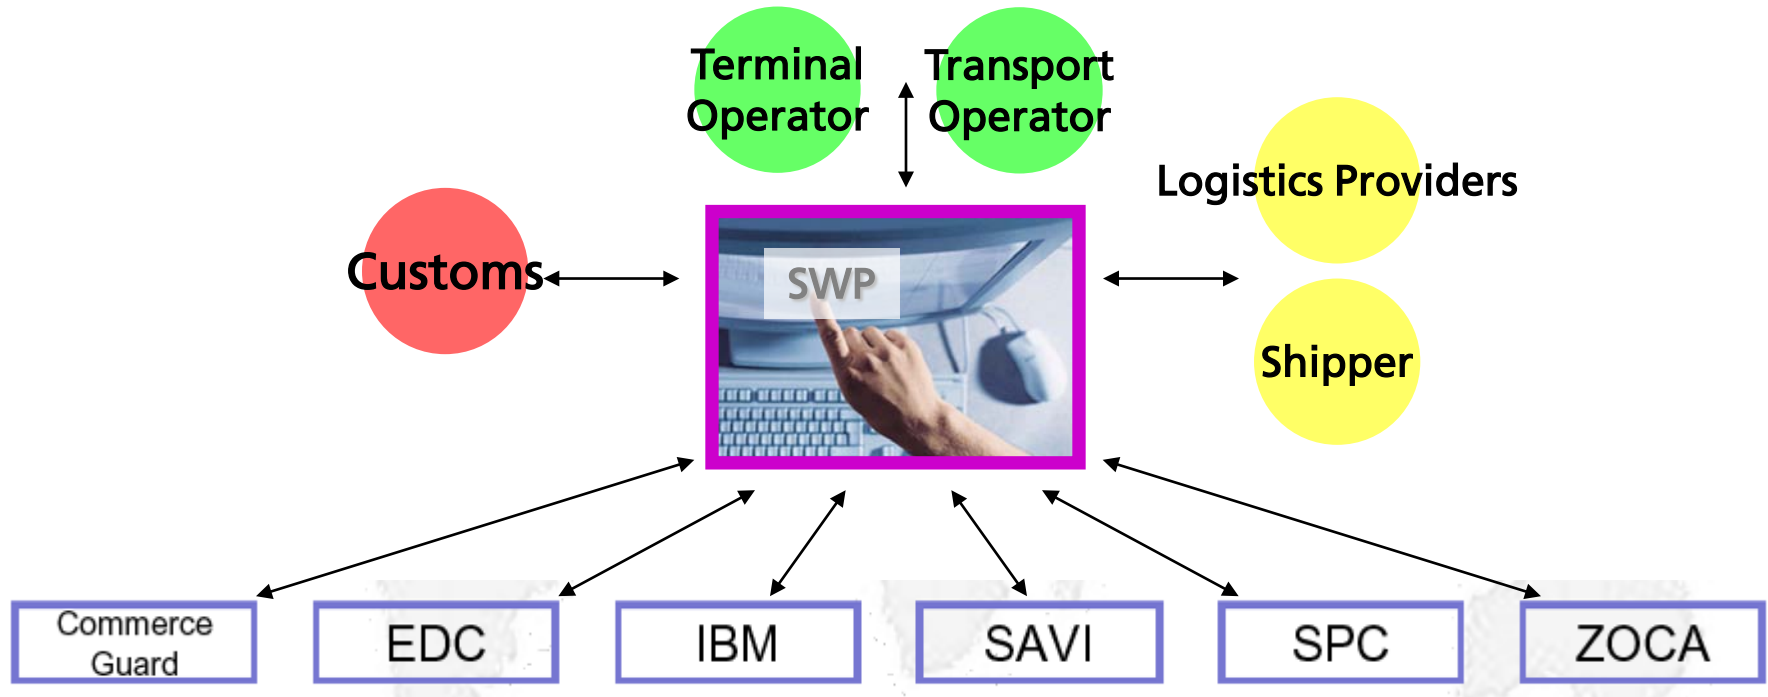 Terminal
Operator
Transport
Operator
Logistics Providers
Customs
SWP
Shipper
Commerce
Guard
EDC
IBM
SAVI
SPC
ZOCA